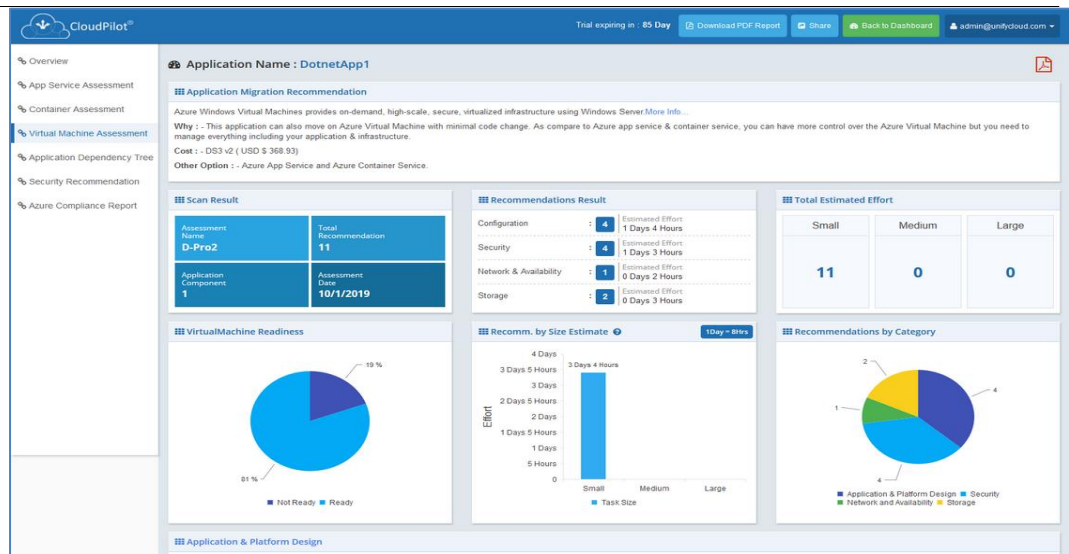 CloudPilot®
Trial expiring in : 85 Day
Download PDF Report
Share
Back to Dashboard
admin@unifycloud.com
Overview
App Service Assessment
Container Assessment
Virtual Machine Assessment
Application Dependency Tree
Security Recommendation
Azure Compliance Report
Application Name : DotnetApp1
Application Migration Recommendation
Azure Windows Virtual Machines provides on-demand, high-scale, secure, virtualized infrastructure using Windows Server.More Info...
Why : - This application can also move on Azure Virtual Machine with minimal code change. As compare to Azure app service & container service, you can have more control over the Azure Virtual Machine but you need to
manage everything including your application & infrastructure.
Cost : - DS3 v2 ( USD $ 368.93)
Other Option : - Azure App Service and Azure Container Service.
Scan Result
Assessment
Name
D-Pro2
Total
Recommendation
11
Application
Component
1
Assessment
Date
10/1/2019
Recommendations Result
Configuration : 4 Estimated Effort:
1 Days 4 Hours
Security : 4 Estimated Effort:
1 Days 3 Hours
Network & Availability : 1 Estimated Effort:
0 Days 2 Hours
Storage : 2 Estimated Effort:
0 Days 3 Hours
Total Estimated Effort
Small Medium Large
11 0 0
VirtualMachine Readiness
19 %
81 %
Not Ready Ready
Recomm. by Size Estimate
1Day = 8Hrs
4 Days
3 Days 5 Hours
3 Days
2 Days 5 Hours
2 Days
1 Days 5 Hours
1 Days
5 Hours
0
Effort
3 Days 4 Hours
Small Medium Large
Task Size
Recommendations by Category
2
4
1
4
Application & Platform Design Security
Network and Availability Storage
Application & Platform Design